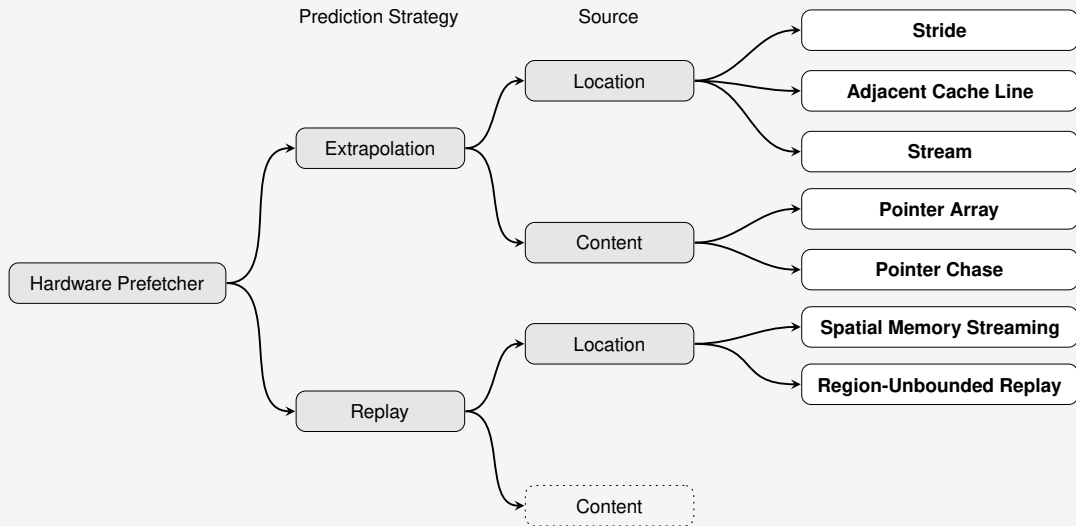 Prediction Strategy
Source
Stride
Location
Adjacent Cache Line
Extrapolation
Stream
Pointer Array
Content
Hardware Prefetcher
Pointer Chase
Spatial Memory Streaming
Location
Region-Unbounded Replay
Replay
Content